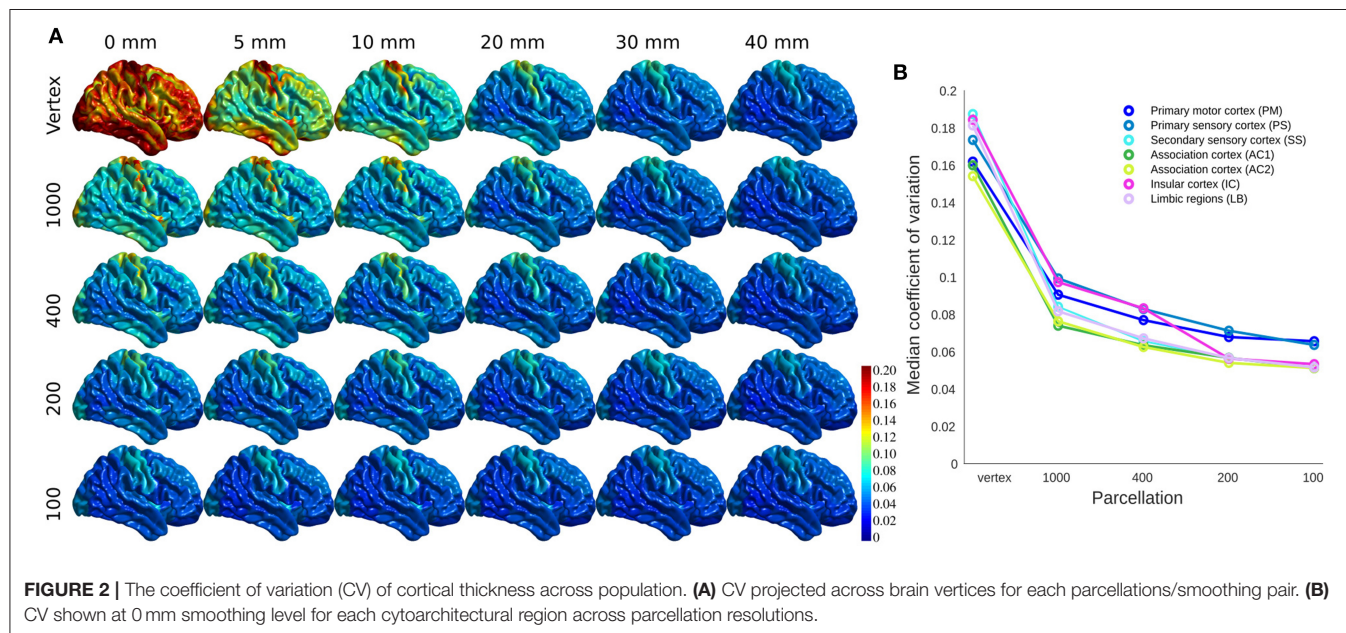 A
0 mm 5 mm 10 mm 20 mm 30 mm 40 mm
Vertex
1000
400
200
100
0.20
0.18
0.16
0.14
0.12
0.10
0.08
0.06
0.04
0.02
0
B
0.2
0.18
0.16
0.14
0.12
0.1
0.08
0.06
0.04
0.02
0
Median coefficient of variation
Primary motor cortex (PM)
Primary sensory cortex (PS)
Secondary sensory cortex (SS)
Association cortex (AC1)
Association cortex (AC2)
Insular cortex (IC)
Limbic regions (LB)
vertex 1000 400 200 100
Parcellation
FIGURE 2 | The coefficient of variation (CV) of cortical thickness across population. (A) CV projected across brain vertices for each parcellations/smoothing pair. (B)
CV shown at 0 mm smoothing level for each cytoarchitectural region across parcellation resolutions.